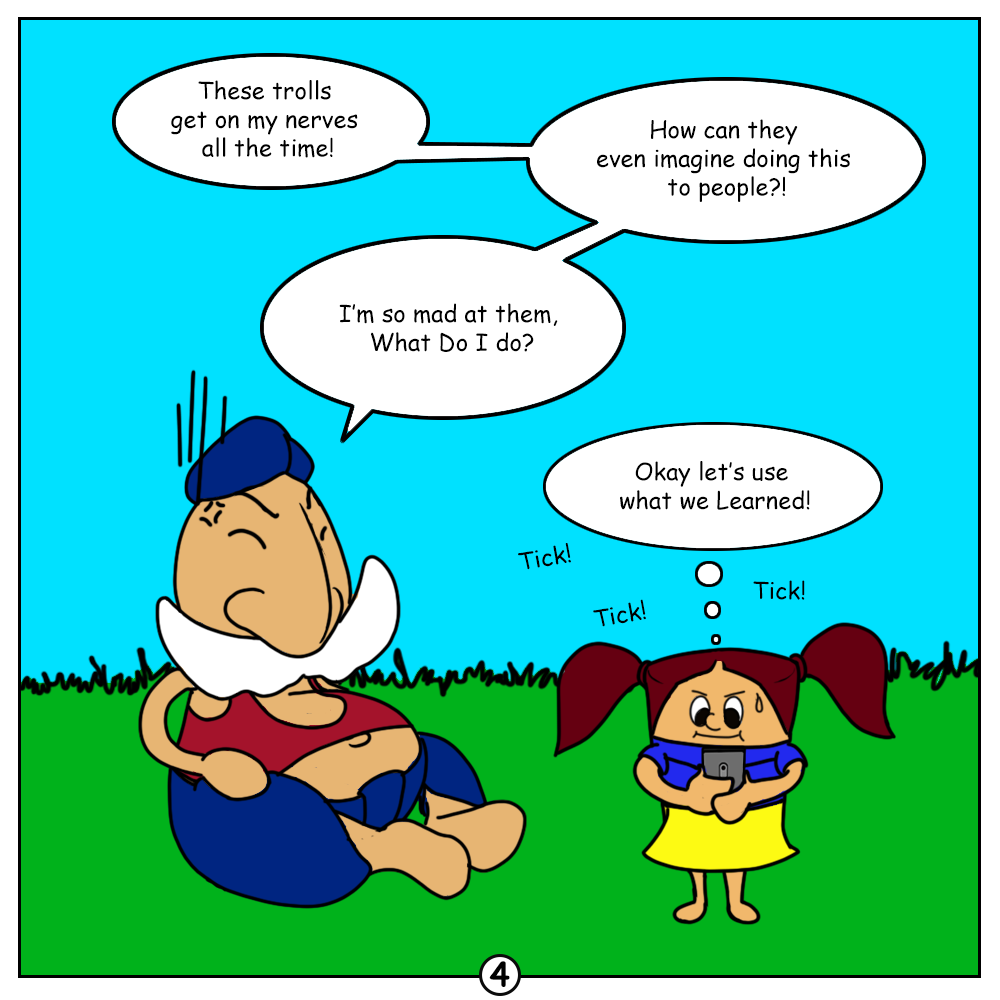 These trolls
get on my nerves
all the time!
How can they
even imagine doing this
to people?!
I'm so mad at them,
What Do I do?
Okay let's use
what we Learned!
Tick!
Tick!
Tick!
4